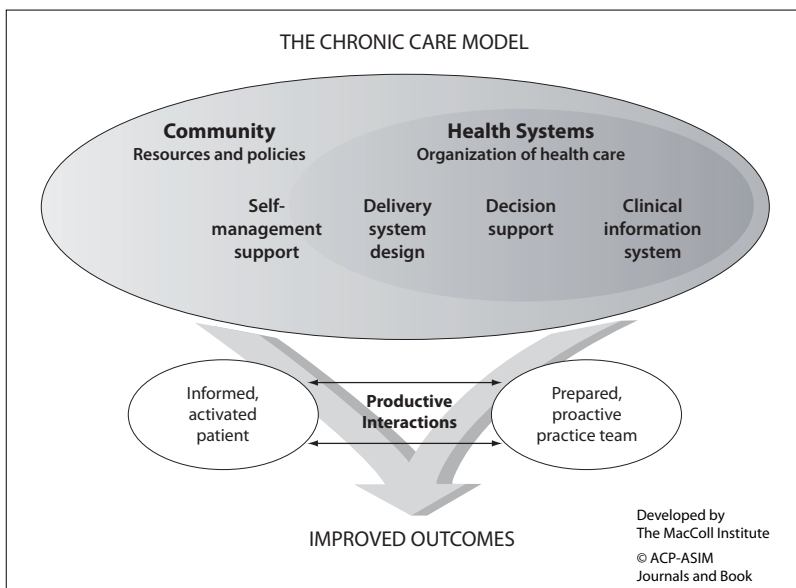 THE CHRONIC CARE MODEL
Community
Resources and policies
Health Systems
Organization of health care
Self-
management
support
Delivery
system
design
Decision
support
Clinical
information
system
Informed,
activated
patient
Productive
Interactions
Prepared,
proactive
practice team
IMPROVED OUTCOMES
Developed by
The MacColl Institute
© ACP-ASIM
Journals and Book